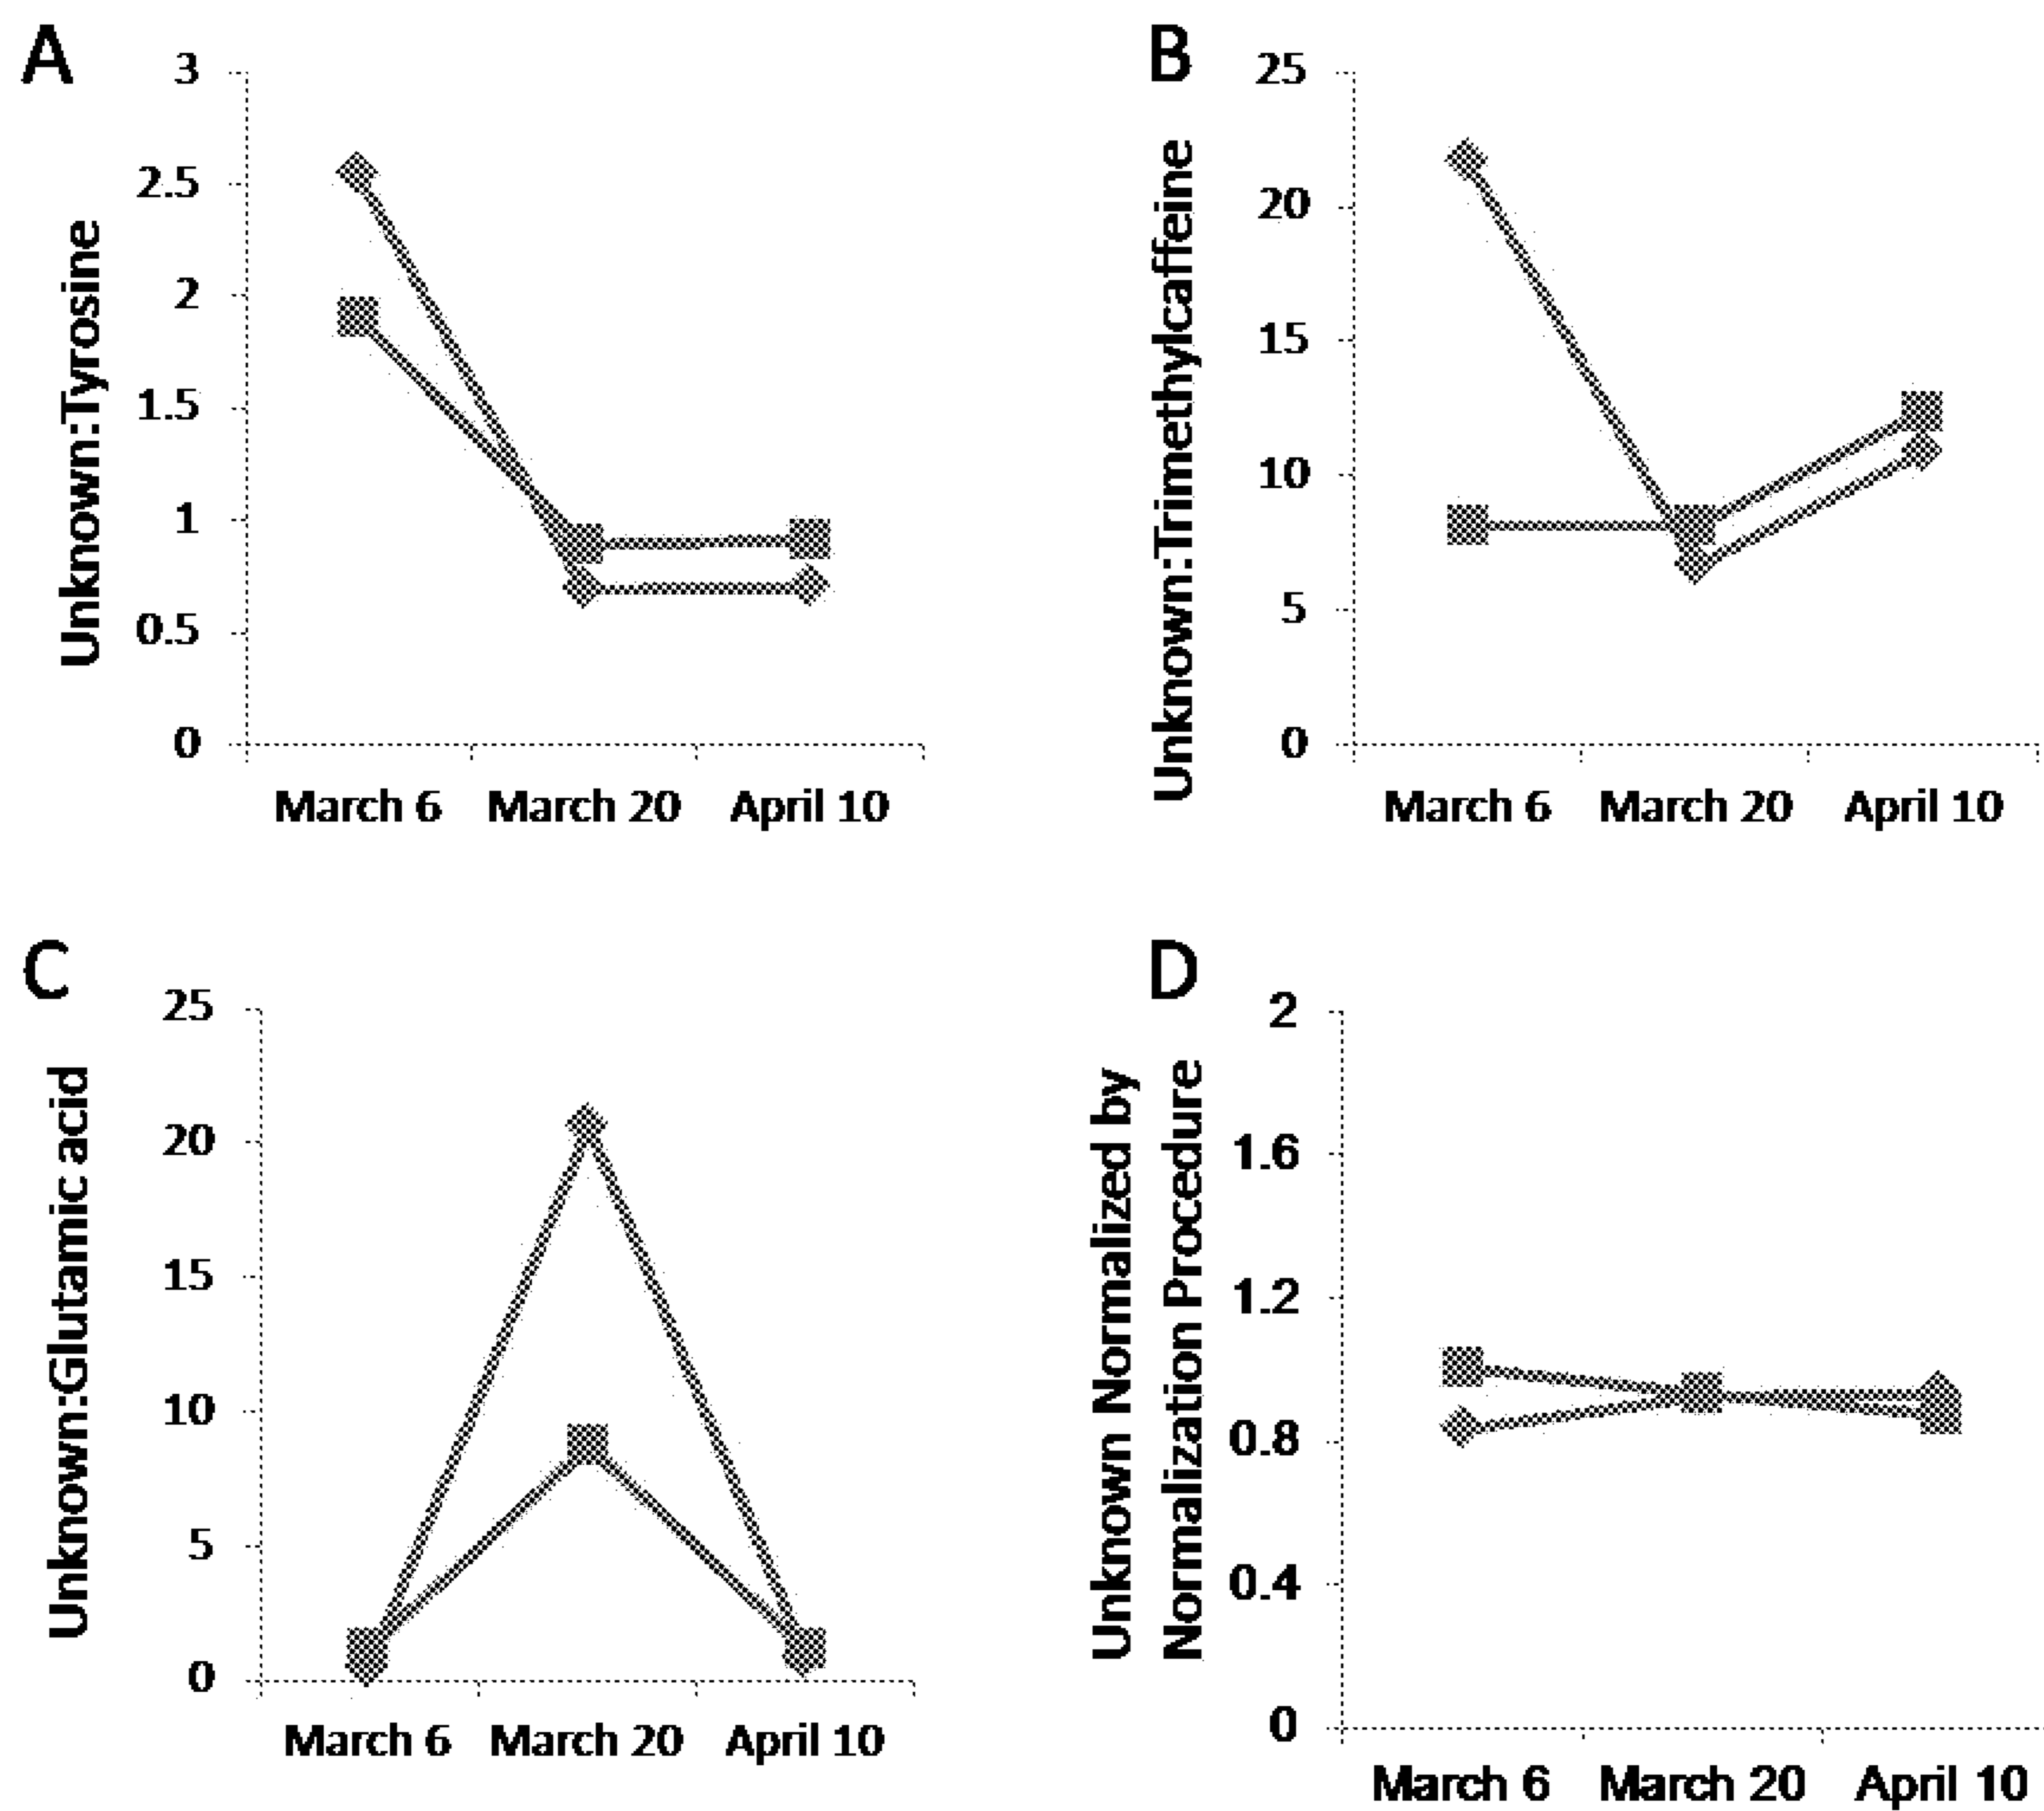 A
Unknown:Tyrosine
3
2.5
2
1.5
1
0.5
0
March 6 March 20 April 10
B
Unknown:Trimethylcaffeine
25
20
15
10
5
0
March 6 March 20 April 10
C
Unknown:Glutamic acid
25
20
15
10
5
0
March 6 March 20 April 10
D
Unknown Normalized by
Normalization Procedure
2
1.6
1.2
0.8
0.4
0
March 6 March 20 April 10